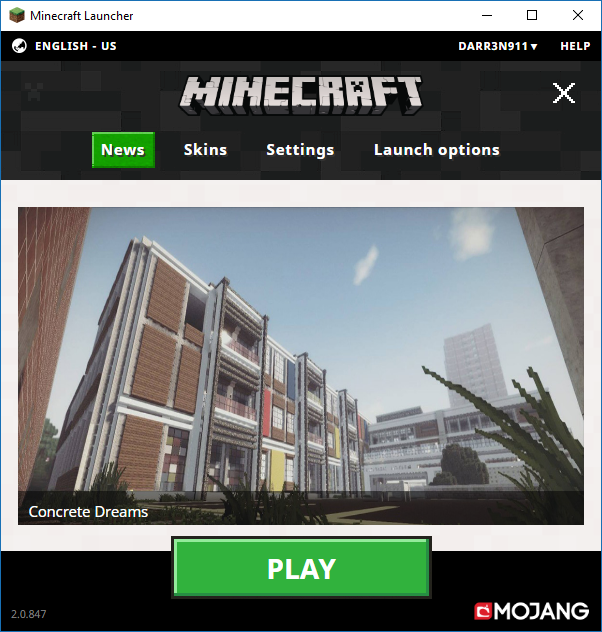 Minecraft Launcher
ENGLISH - US
DARR3N911
HELP
MINECRAFT
News
Skins
Settings
Launch options
Concrete Dreams
PLAY
2.0.847
MOJANG